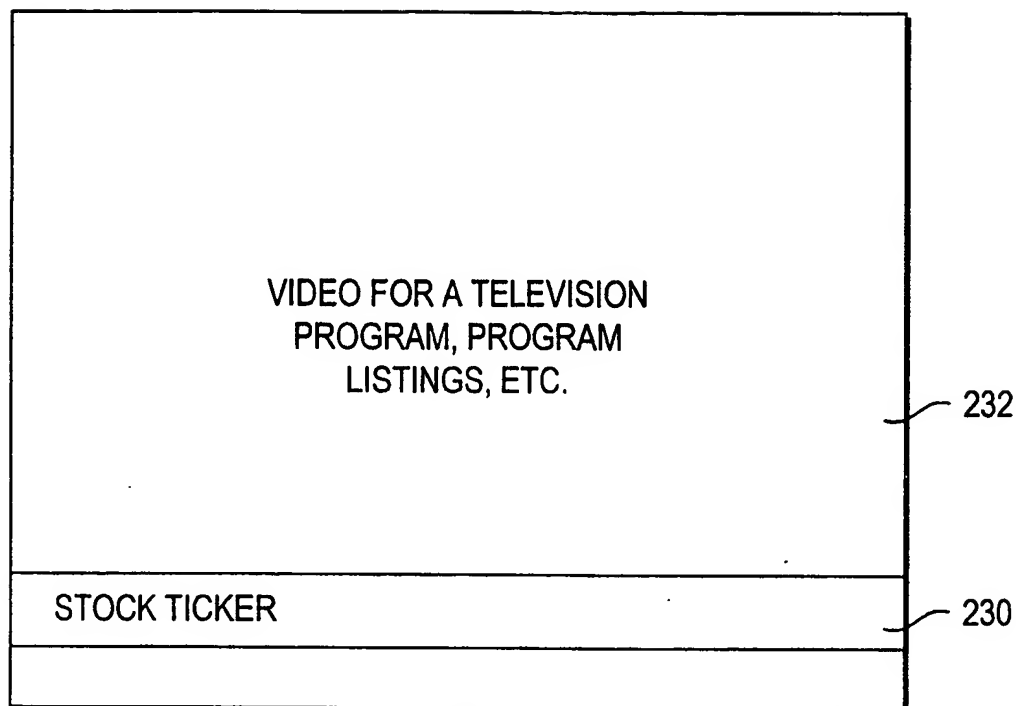 VIDEO FOR A TELEVISION
PROGRAM, PROGRAM
LISTINGS, ETC.
232
STOCK TICKER
230